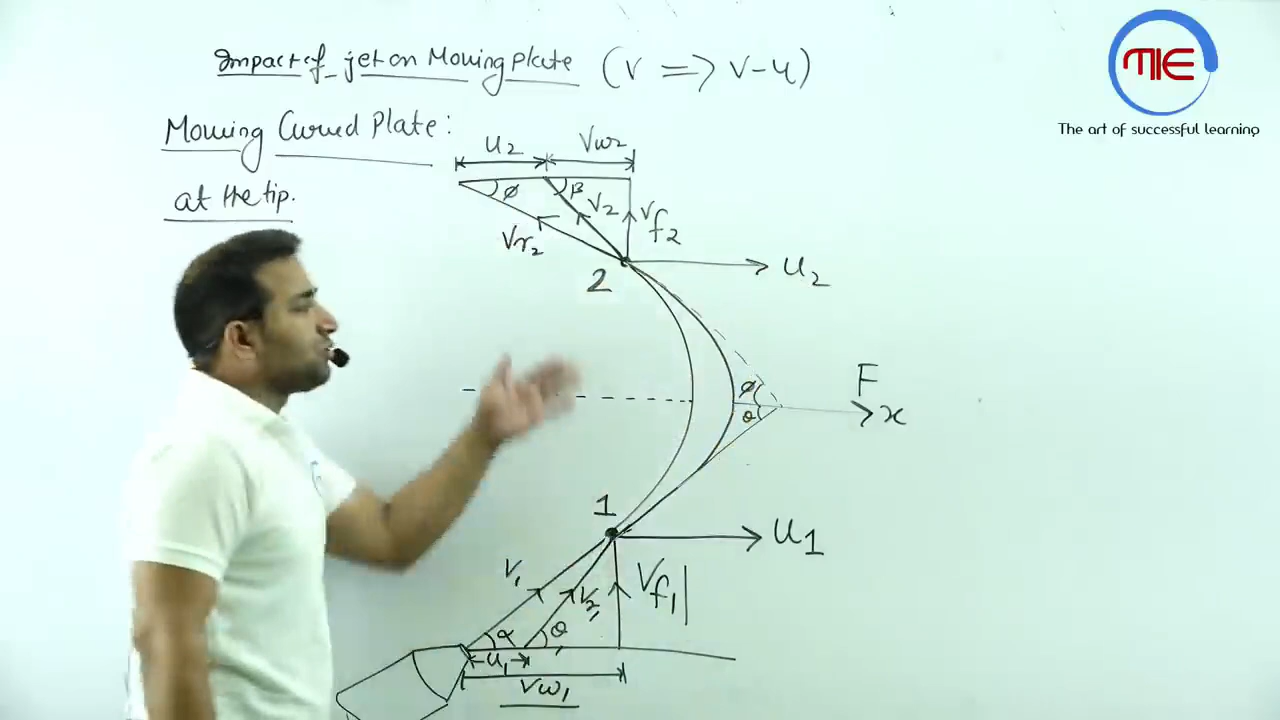 Impact of jet on Moving Plate (V => V-u)
MIE
The art of successful learning
Moving Curved Plate:
at the tip.
u2 Vw2
φ β
V2 Vf2
Vr2
2 u2
φ F
θ x
1 u1
V1 Vr1 Vf1
α θ
u1
Vw1